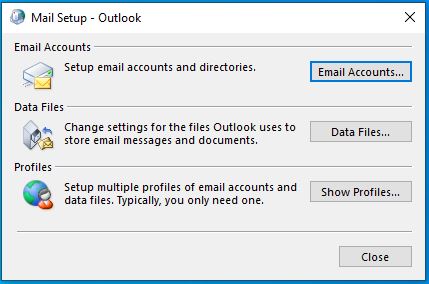 Mail Setup - Outlook
Email Accounts
Setup email accounts and directories.
Email Accounts...
Data Files
Change settings for the files Outlook uses to
store email messages and documents.
Data Files...
Profiles
Setup multiple profiles of email accounts and
data files. Typically, you only need one.
Show Profiles...
Close